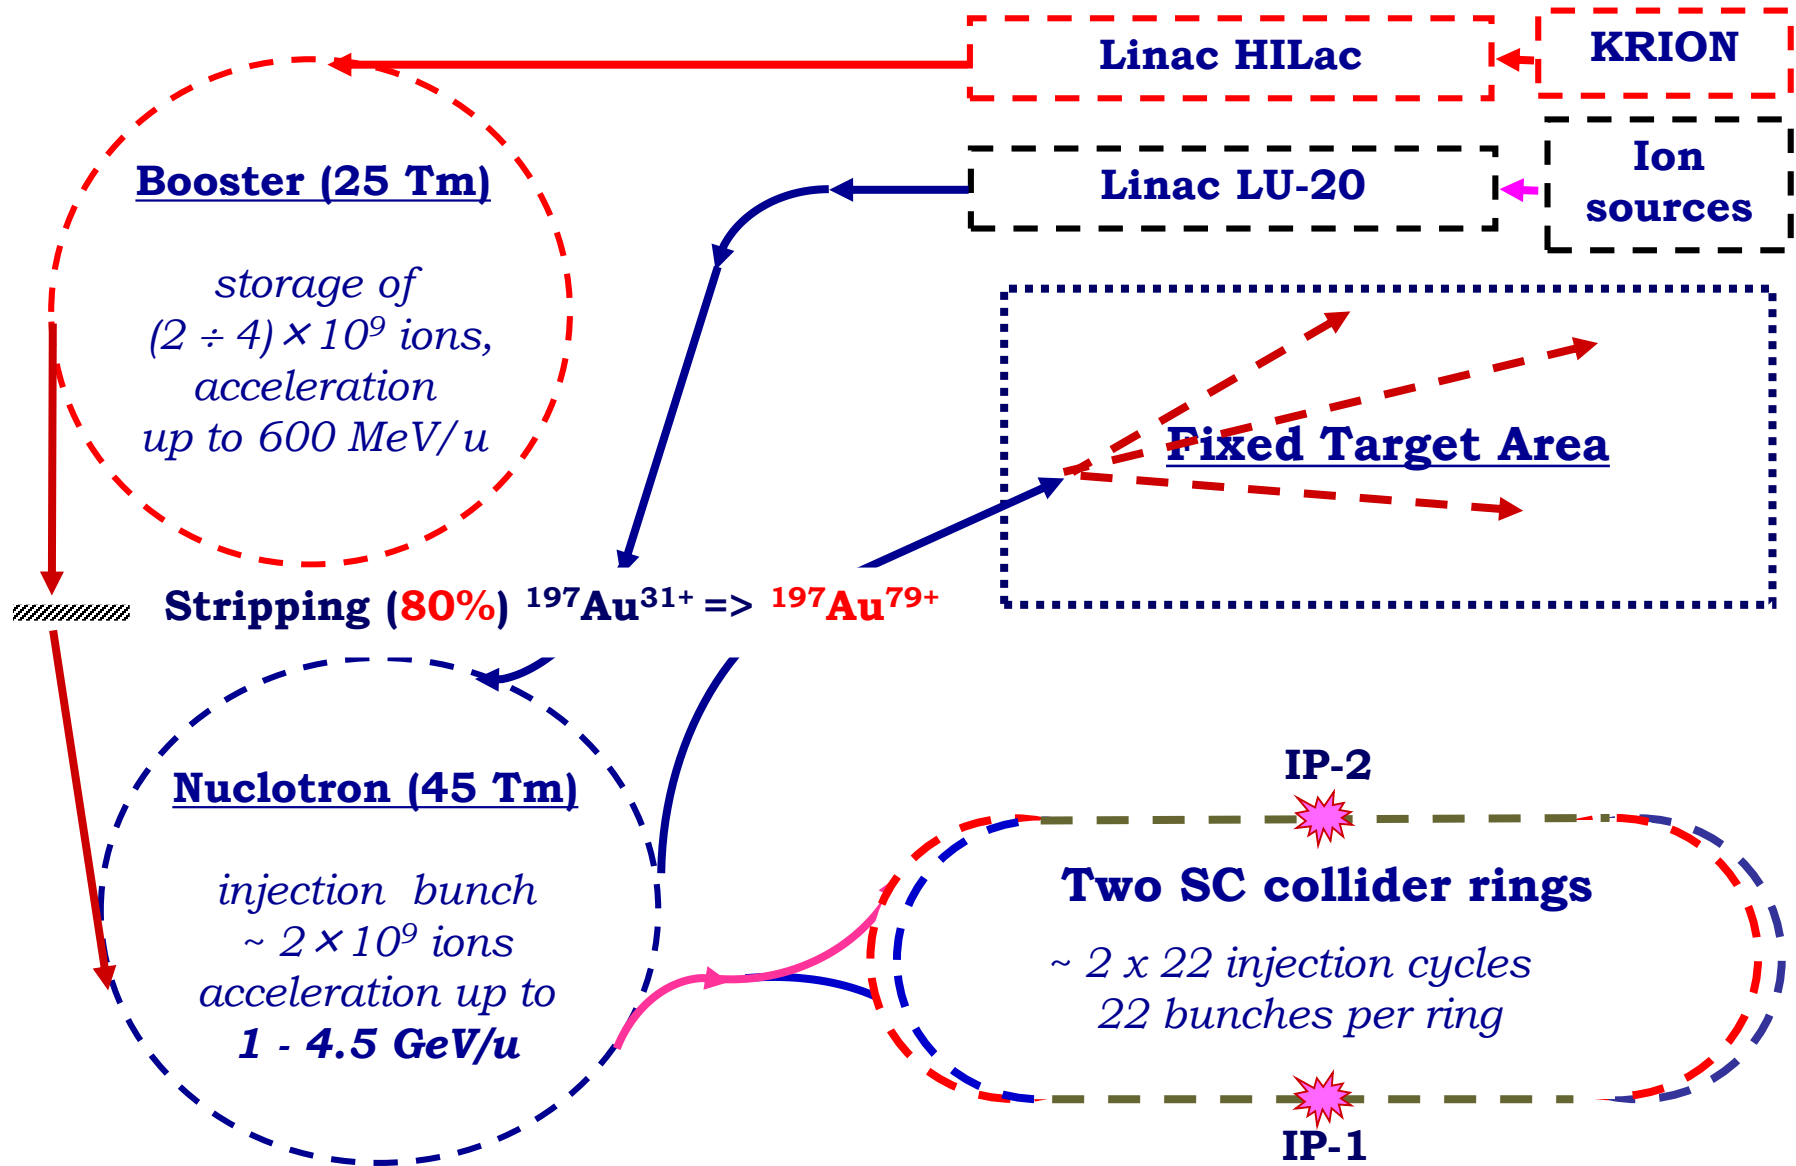 Linac HILac
KRION
Linac LU-20
Ion
sources
Booster (25 Tm)
storage of
(2 ÷ 4)×10⁹ ions,
acceleration
up to 600 MeV/u
Fixed Target Area
Stripping (80%) ¹⁹⁷Au³¹⁺ => ¹⁹⁷Au⁷⁹⁺
Nuclotron (45 Tm)
injection bunch
~ 2×10⁹ ions
acceleration up to
1 - 4.5 GeV/u
IP-2
Two SC collider rings
~ 2 x 22 injection cycles
22 bunches per ring
IP-1